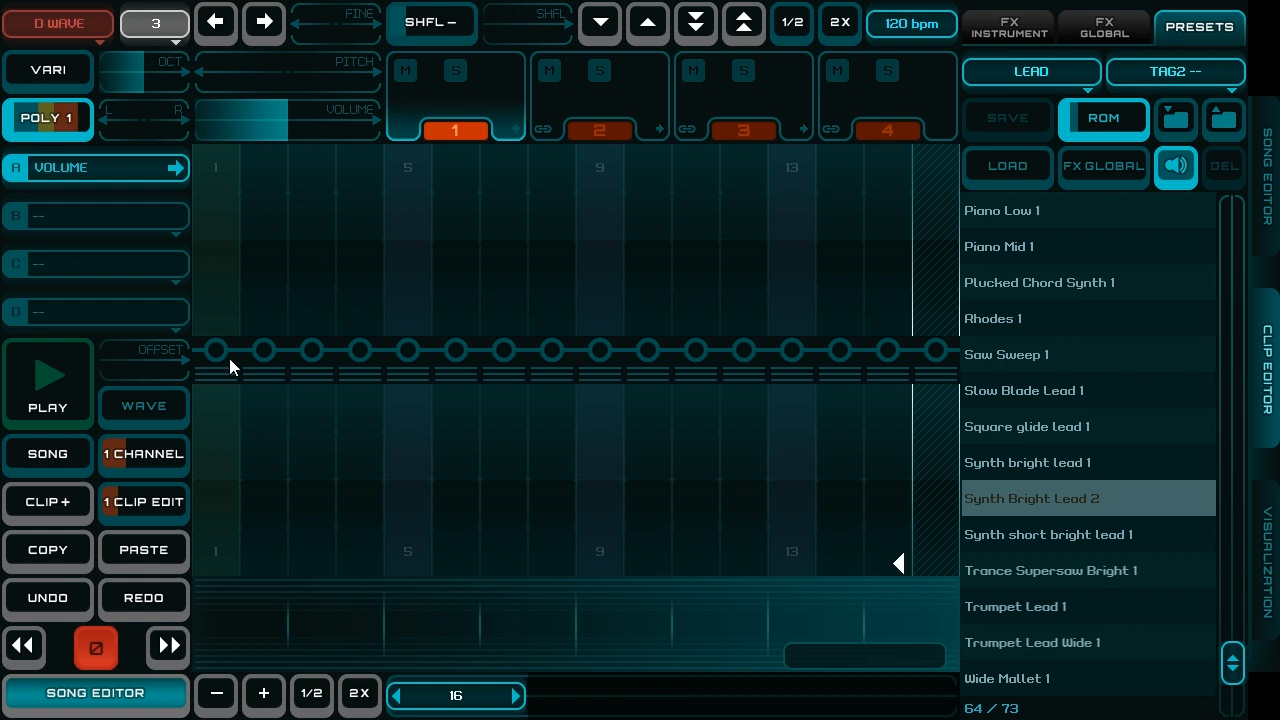 D WAVE 3 FINE SHFL – SHFL 1/2 2X 120 bpm FX INSTRUMENT FX GLOBAL PRESETS
VARI OCT PITCH M S M S M S M S LEAD TAG2 --
POLY 1 L R VOLUME 1 2 3 4 SAVE ROM
A VOLUME 1 5 9 13 LOAD FX GLOBAL DEL
B --
C --
D --
OFFSET
PLAY WAVE
SONG 1 CHANNEL
CLIP+ 1 CLIP EDIT
COPY PASTE 1 5 9 13
UNDO REDO
SONG EDITOR − + 1/2 2X 16
Piano Low 1
Piano Mid 1
Plucked Chord Synth 1
Rhodes 1
Saw Sweep 1
Slow Blade Lead 1
Square glide lead 1
Synth bright lead 1
Synth Bright Lead 2
Synth short bright lead 1
Trance Supersaw Bright 1
Trumpet Lead 1
Trumpet Lead Wide 1
Wide Mallet 1
64 / 73
SONG EDITOR
CLIP EDITOR
VISUALIZATION